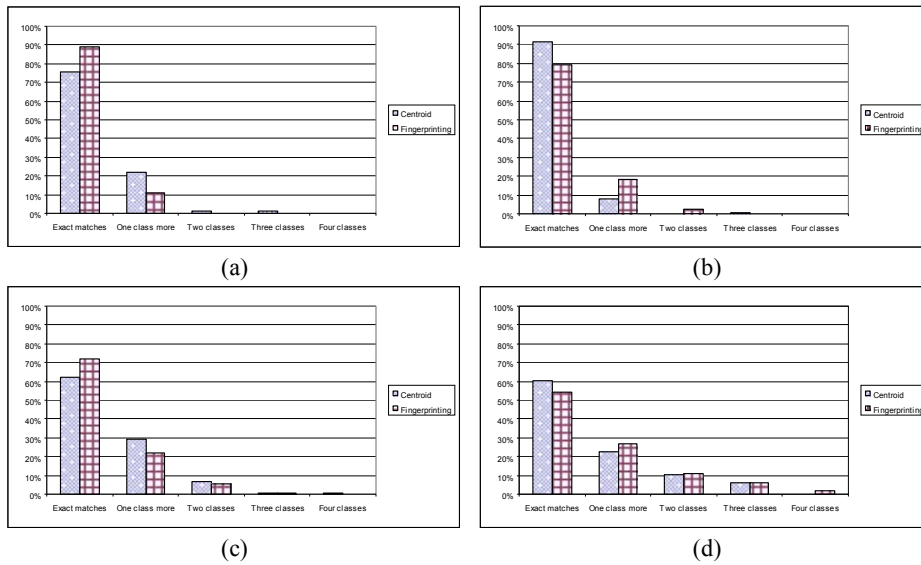 100%
90%
80%
70%
60%
50%
40%
30%
20%
10%
0%
Exact matches One class more Two classes Three classes Four classes
Centroid
Fingerprinting
(a)
100%
90%
80%
70%
60%
50%
40%
30%
20%
10%
0%
Exact matches One class more Two classes Three classes Four classes
Centroid
Fingerprinting
(b)
100%
90%
80%
70%
60%
50%
40%
30%
20%
10%
0%
Exact matches One class more Two classes Three classes Four classes
Centroid
Fingerprinting
(c)
100%
90%
80%
70%
60%
50%
40%
30%
20%
10%
0%
Exact matches One class more Two classes Three classes Four classes
Centroid
Fingerprinting
(d)